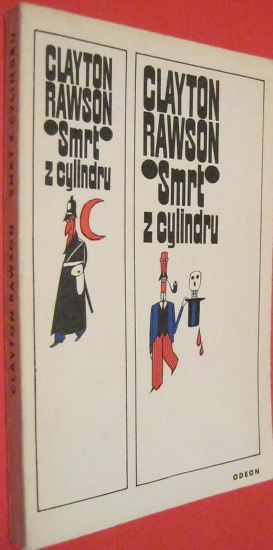 CLAYTON RAWSON SMRT Z CYLINDRU
CLAYTON
RAWSON
Smrt
z cylindru
CLAYTON
RAWSON
Smrt
z cylindru
ODEON